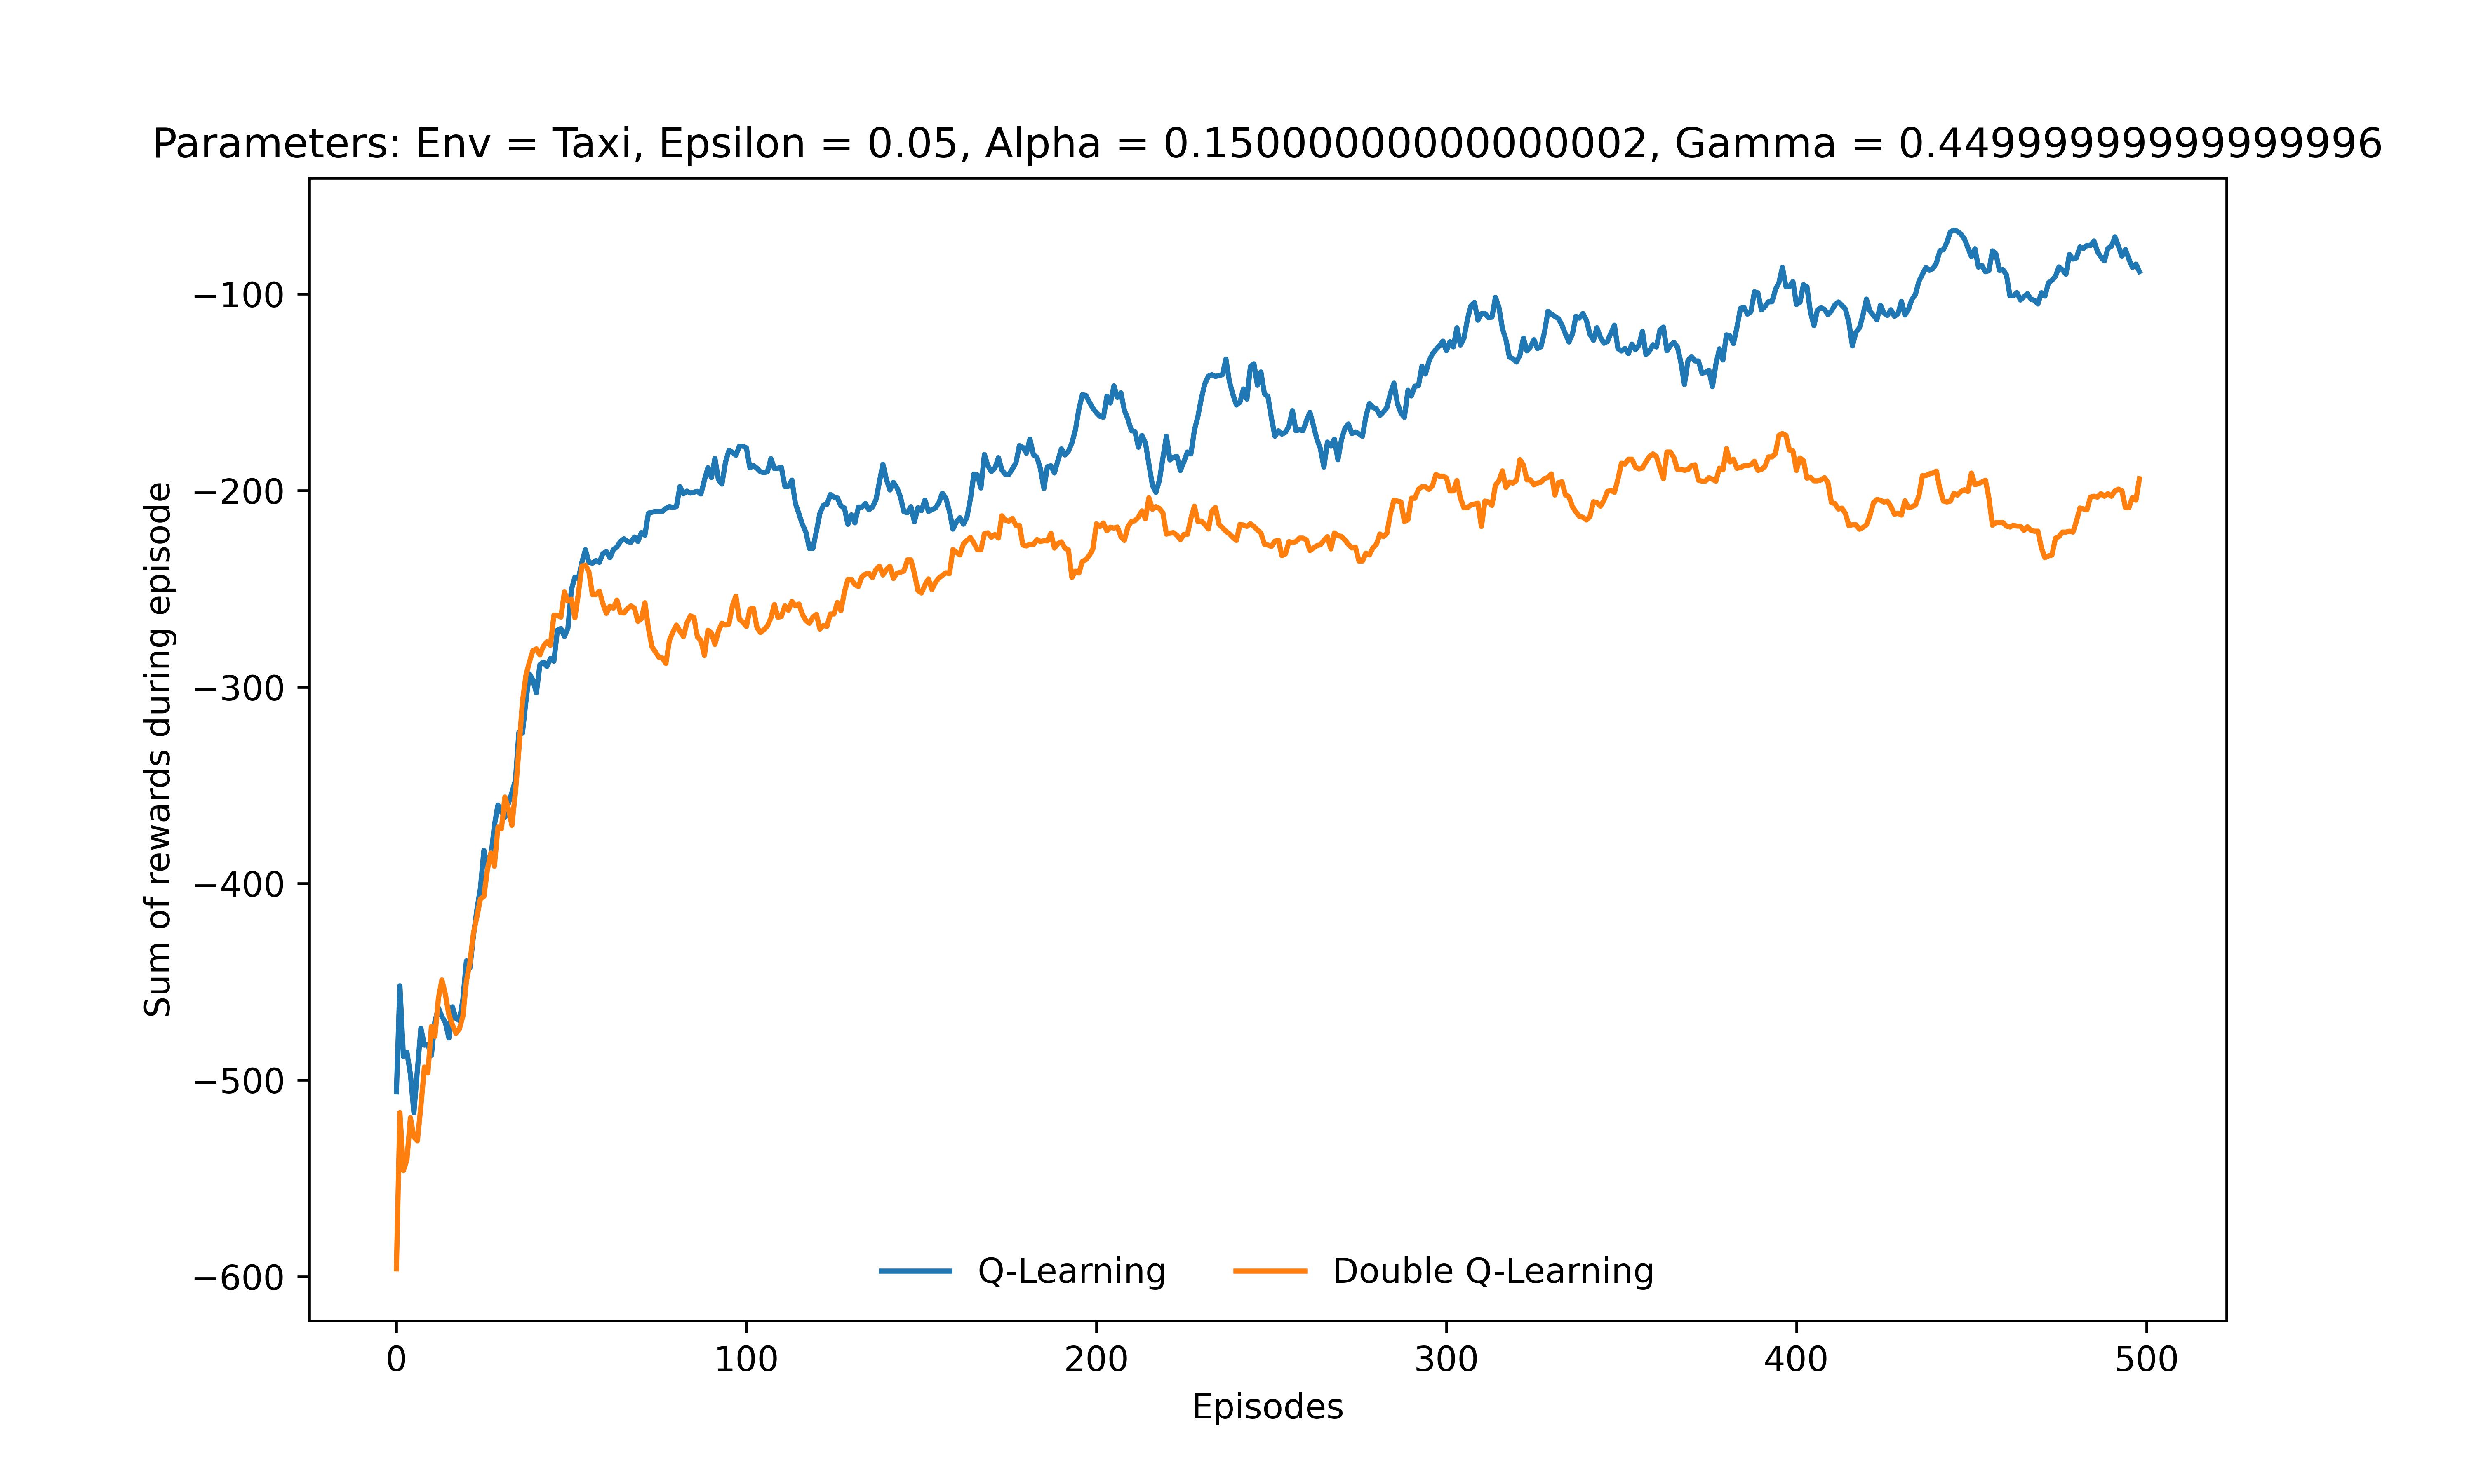 Parameters: Env = Taxi, Epsilon = 0.05, Alpha = 0.15000000000000002, Gamma = 0.44999999999999996
Sum of rewards during episode
−100
−200
−300
−400
−500
−600
Q-Learning
Double Q-Learning
0
100
200
300
400
500
Episodes